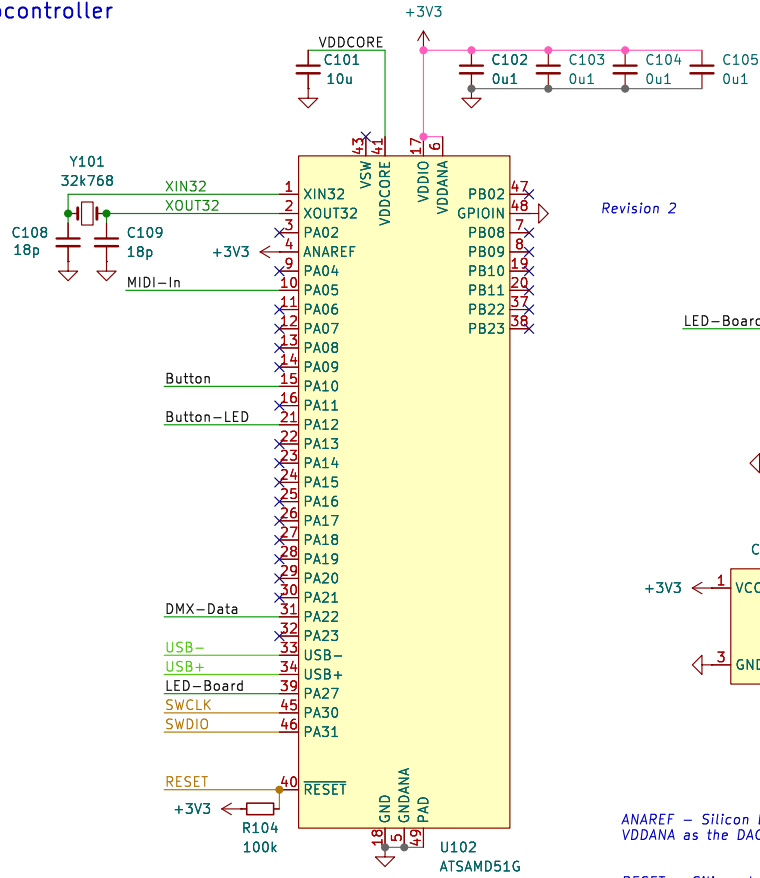 ocontroller
+3V3
VDDCORE
C101
10u
C102
0u1
C103
0u1
C104
0u1
C105
0u1
43
41
17
6
VSW
VDDCORE
VDDIO
VDDANA
Y101
32k768
C108
18p
C109
18p
XIN32
1
XIN32
XOUT32
2
XOUT32
3
PA02
+3V3
4
ANAREF
9
PA04
MIDI-In
10
PA05
11
PA06
12
PA07
13
PA08
14
PA09
Button
15
PA10
16
PA11
Button-LED
21
PA12
22
PA13
23
PA14
24
PA15
25
PA16
26
PA17
27
PA18
28
PA19
29
PA20
30
PA21
DMX-Data
31
PA22
32
PA23
USB-
33
USB-
USB+
34
USB+
LED-Board
39
PA27
SWCLK
45
PA30
SWDIO
46
PA31
RESET
40
RESET
+3V3
R104
100k
PB02
47
GPIOIN
48
PB08
7
PB09
8
PB10
19
PB11
20
PB22
37
PB23
38
GND
GNDANA
PAD
18
5
49
U102
ATSAMD51G
Revision 2
LED-Board
C
+3V3
1
VCC
3
GND
ANAREF - Silicon
VDDANA as the DAC